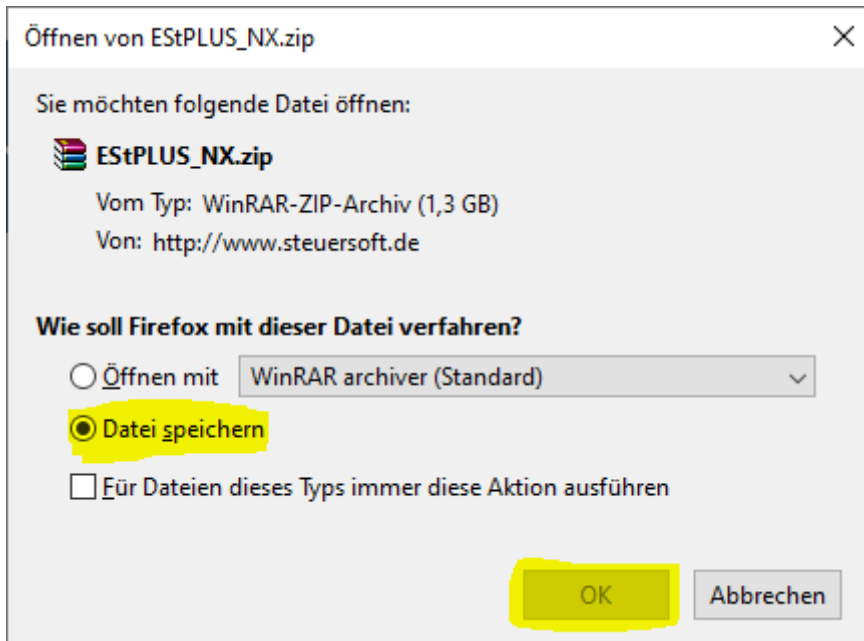 Öffnen von EStPLUS_NX.zip
Sie möchten folgende Datei öffnen:
EStPLUS_NX.zip
Vom Typ: WinRAR-ZIP-Archiv (1,3 GB)
Von: http://www.steuersoft.de
Wie soll Firefox mit dieser Datei verfahren?
Öffnen mit WinRAR archiver (Standard)
Datei speichern
Für Dateien dieses Typs immer diese Aktion ausführen
OK Abbrechen